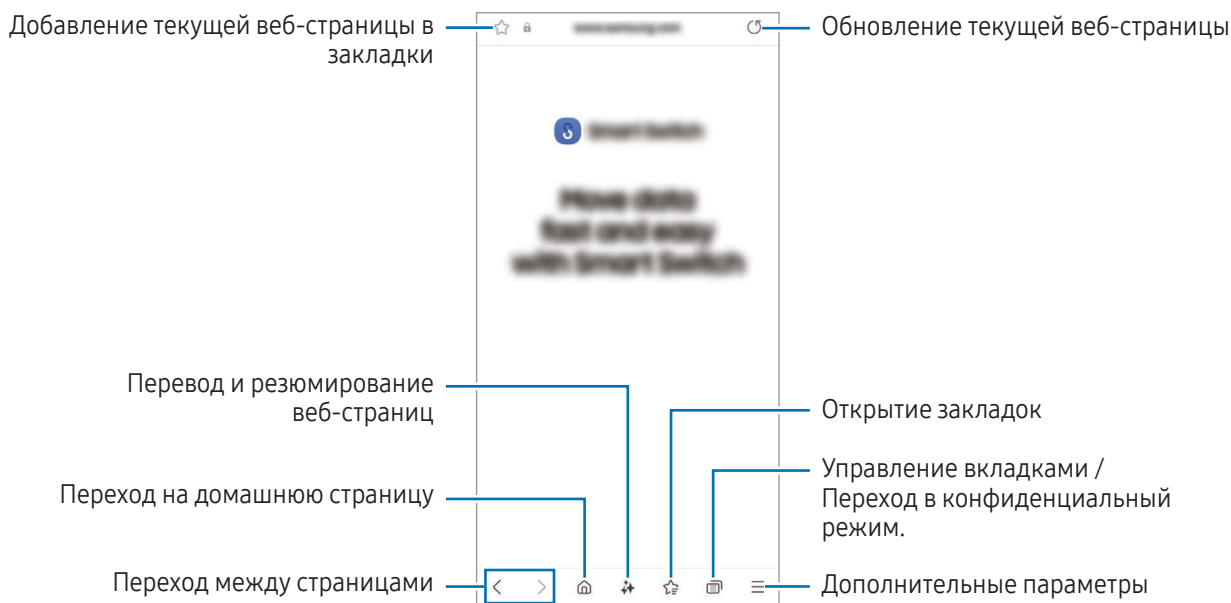 Добавление текущей веб-страницы в
закладки
Обновление текущей веб-страницы
Перевод и резюмирование
веб-страниц
Открытие закладок
Переход на домашнюю страницу
Управление вкладками /
Переход в конфиденциальный
режим.
Переход между страницами
Дополнительные параметры